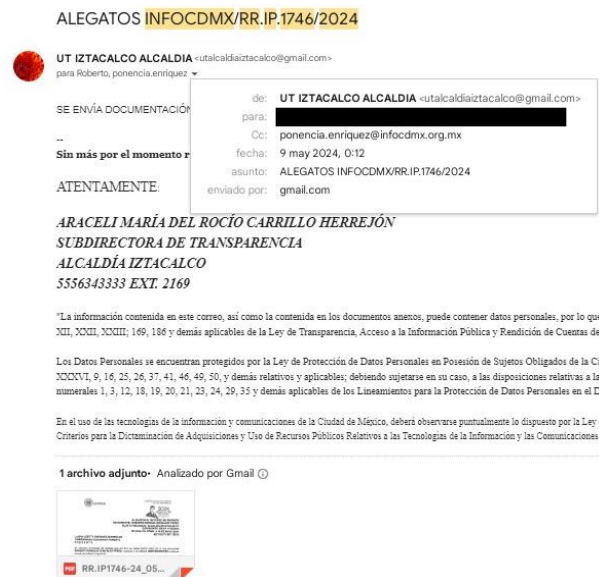 ALEGATOS INFOCDMX/RR.IP.1746/2024
UT IZTACALCO ALCALDIA <utalcaldiaiztacalco@gmail.com>
para Roberto, ponencia.enriquez
de: UT IZTACALCO ALCALDIA <utalcaldiaiztacalco@gmail.com>
para:
Cc: ponencia.enriquez@infocdmx.org.mx
fecha: 9 may 2024, 0:12
asunto: ALEGATOS INFOCDMX/RR.IP.1746/2024
enviado por: gmail.com
SE ENVÍA DOCUMENTACIÓN
--
Sin más por el momento r
ATENTAMENTE:
ARACELI MARÍA DEL ROCÍO CARRILLO HERREJÓN
SUBDIRECTORA DE TRANSPARENCIA
ALCALDÍA IZTACALCO
5556343333 EXT. 2169
"La información contenida en este correo, así como la contenida en los documentos anexos, puede contener datos personales, por lo que
XII, XXII, XXIII; 169, 186 y demás aplicables de la Ley de Transparencia, Acceso a la Información Pública y Rendición de Cuentas de
Los Datos Personales se encuentran protegidos por la Ley de Protección de Datos Personales en Posesión de Sujetos Obligados de la Ci
XXXVI, 9, 16, 25, 26, 37, 41, 46, 49, 50, y demás relativos y aplicables; debiendo sujetarse en su caso, a las disposiciones relativas a la
numerales 1, 3, 12, 18, 19, 20, 21, 23, 24, 29, 35 y demás aplicables de los Lineamientos para la Protección de Datos Personales en el D
En el uso de las tecnologías de la información y comunicaciones de la Ciudad de México, deberá observarse puntualmente lo dispuesto por la Ley
Criterios para la Dictaminación de Adquisiciones y Uso de Recursos Públicos Relativos a las Tecnologías de la Información y las Comunicaciones
1 archivo adjunto• Analizado por Gmail
PDF RR.IP1746-24_05...